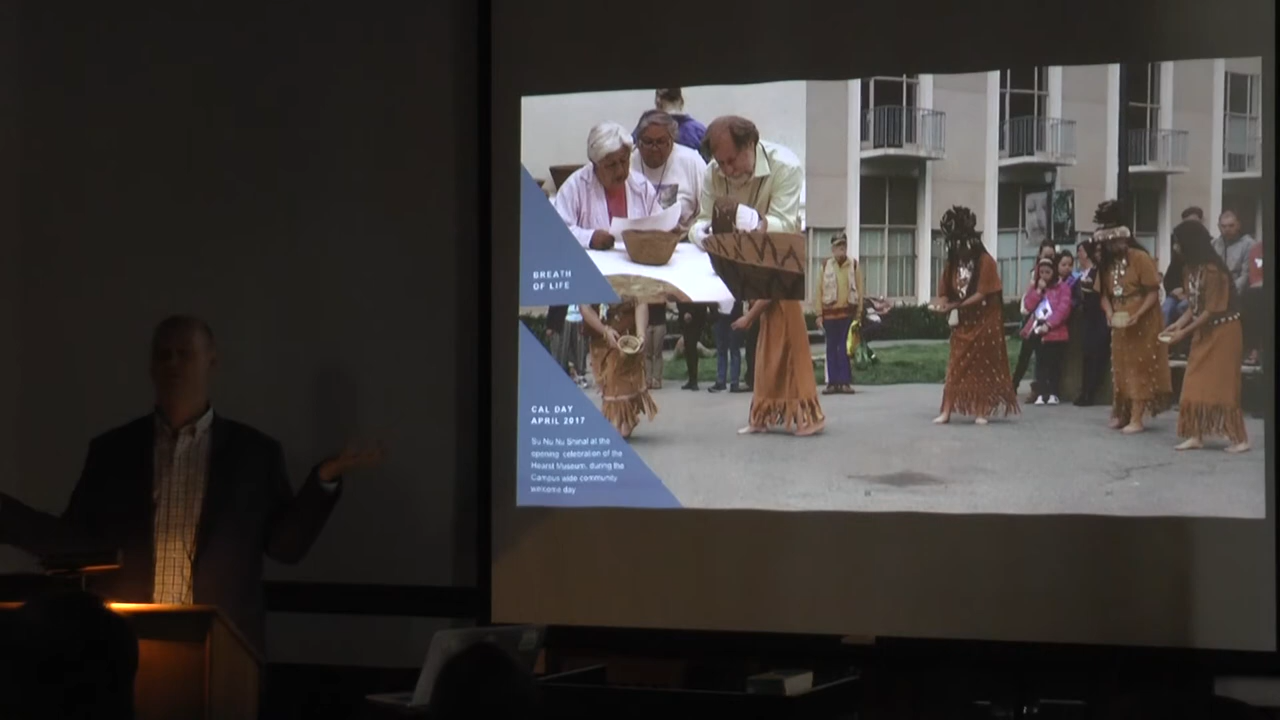 BREATH
OF LIFE
CAL DAY
APRIL 2017
Su Nu Nu Shinal at the
opening celebration of the
Hearst Museum, during the
Campus wide community
welcome day